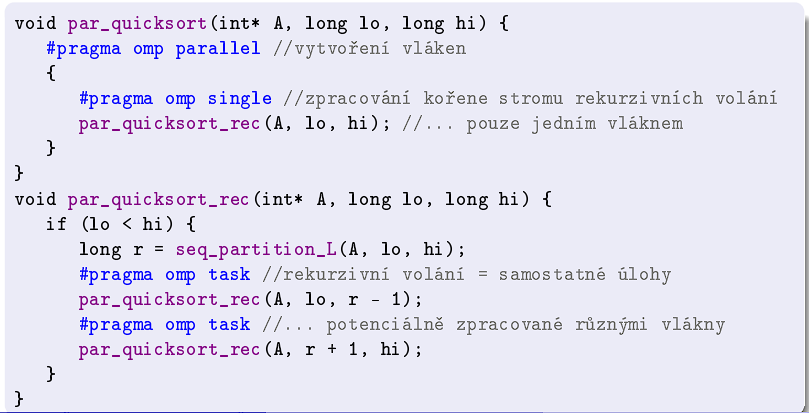 void par_quicksort(int* A, long lo, long hi) {
#pragma omp parallel //vytvoření vláken
{
#pragma omp single //zpracování kořene stromu rekurzivních volání
par_quicksort_rec(A, lo, hi); //... pouze jedním vláknem
}
}
void par_quicksort_rec(int* A, long lo, long hi) {
if (lo < hi) {
long r = seq_partition_L(A, lo, hi);
#pragma omp task //rekurzivní volání = samostatné úlohy
par_quicksort_rec(A, lo, r - 1);
#pragma omp task //... potenciálně zpracované různými vlákny
par_quicksort_rec(A, r + 1, hi);
}
}